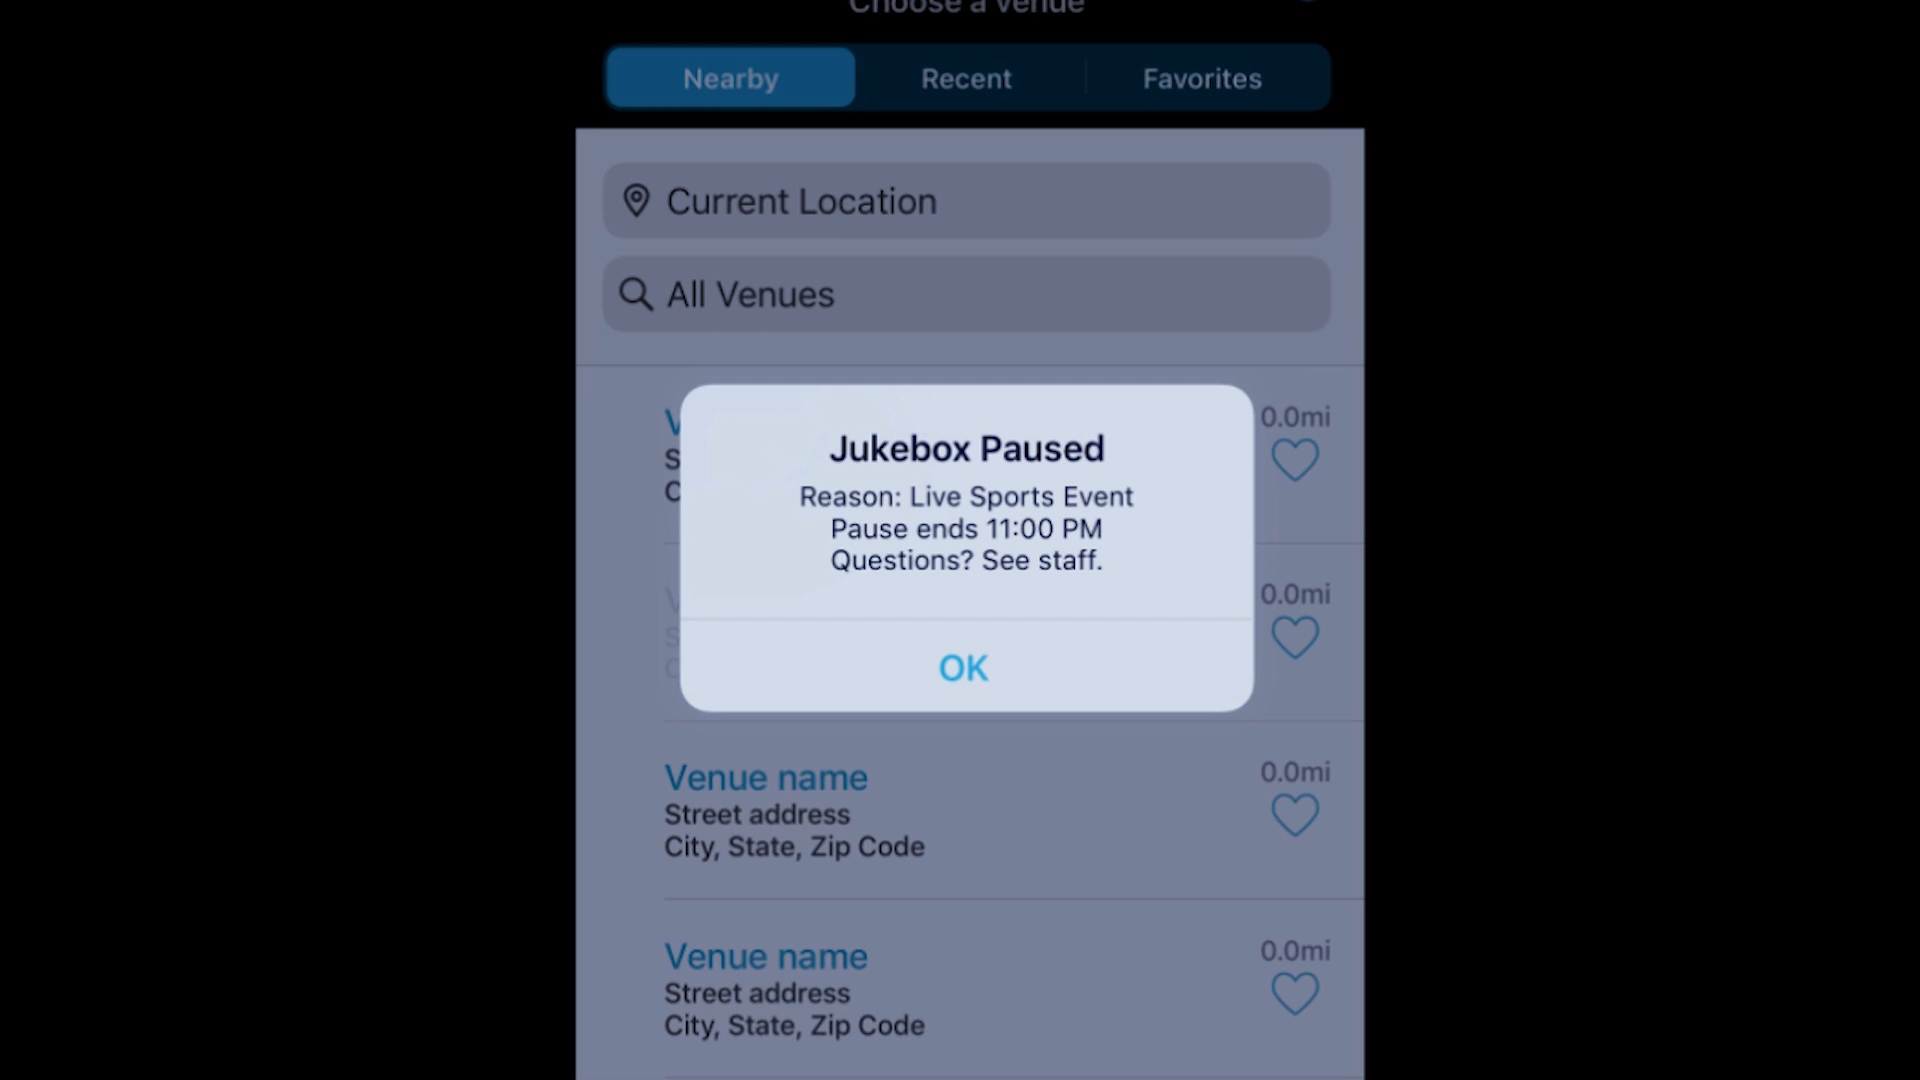 Choose a venue
Nearby
Recent
Favorites
Current Location
All Venues
0.0mi
Jukebox Paused
Reason: Live Sports Event
Pause ends 11:00 PM
Questions? See staff.
0.0mi
OK
Venue name
0.0mi
Street address
City, State, Zip Code
Venue name
0.0mi
Street address
City, State, Zip Code